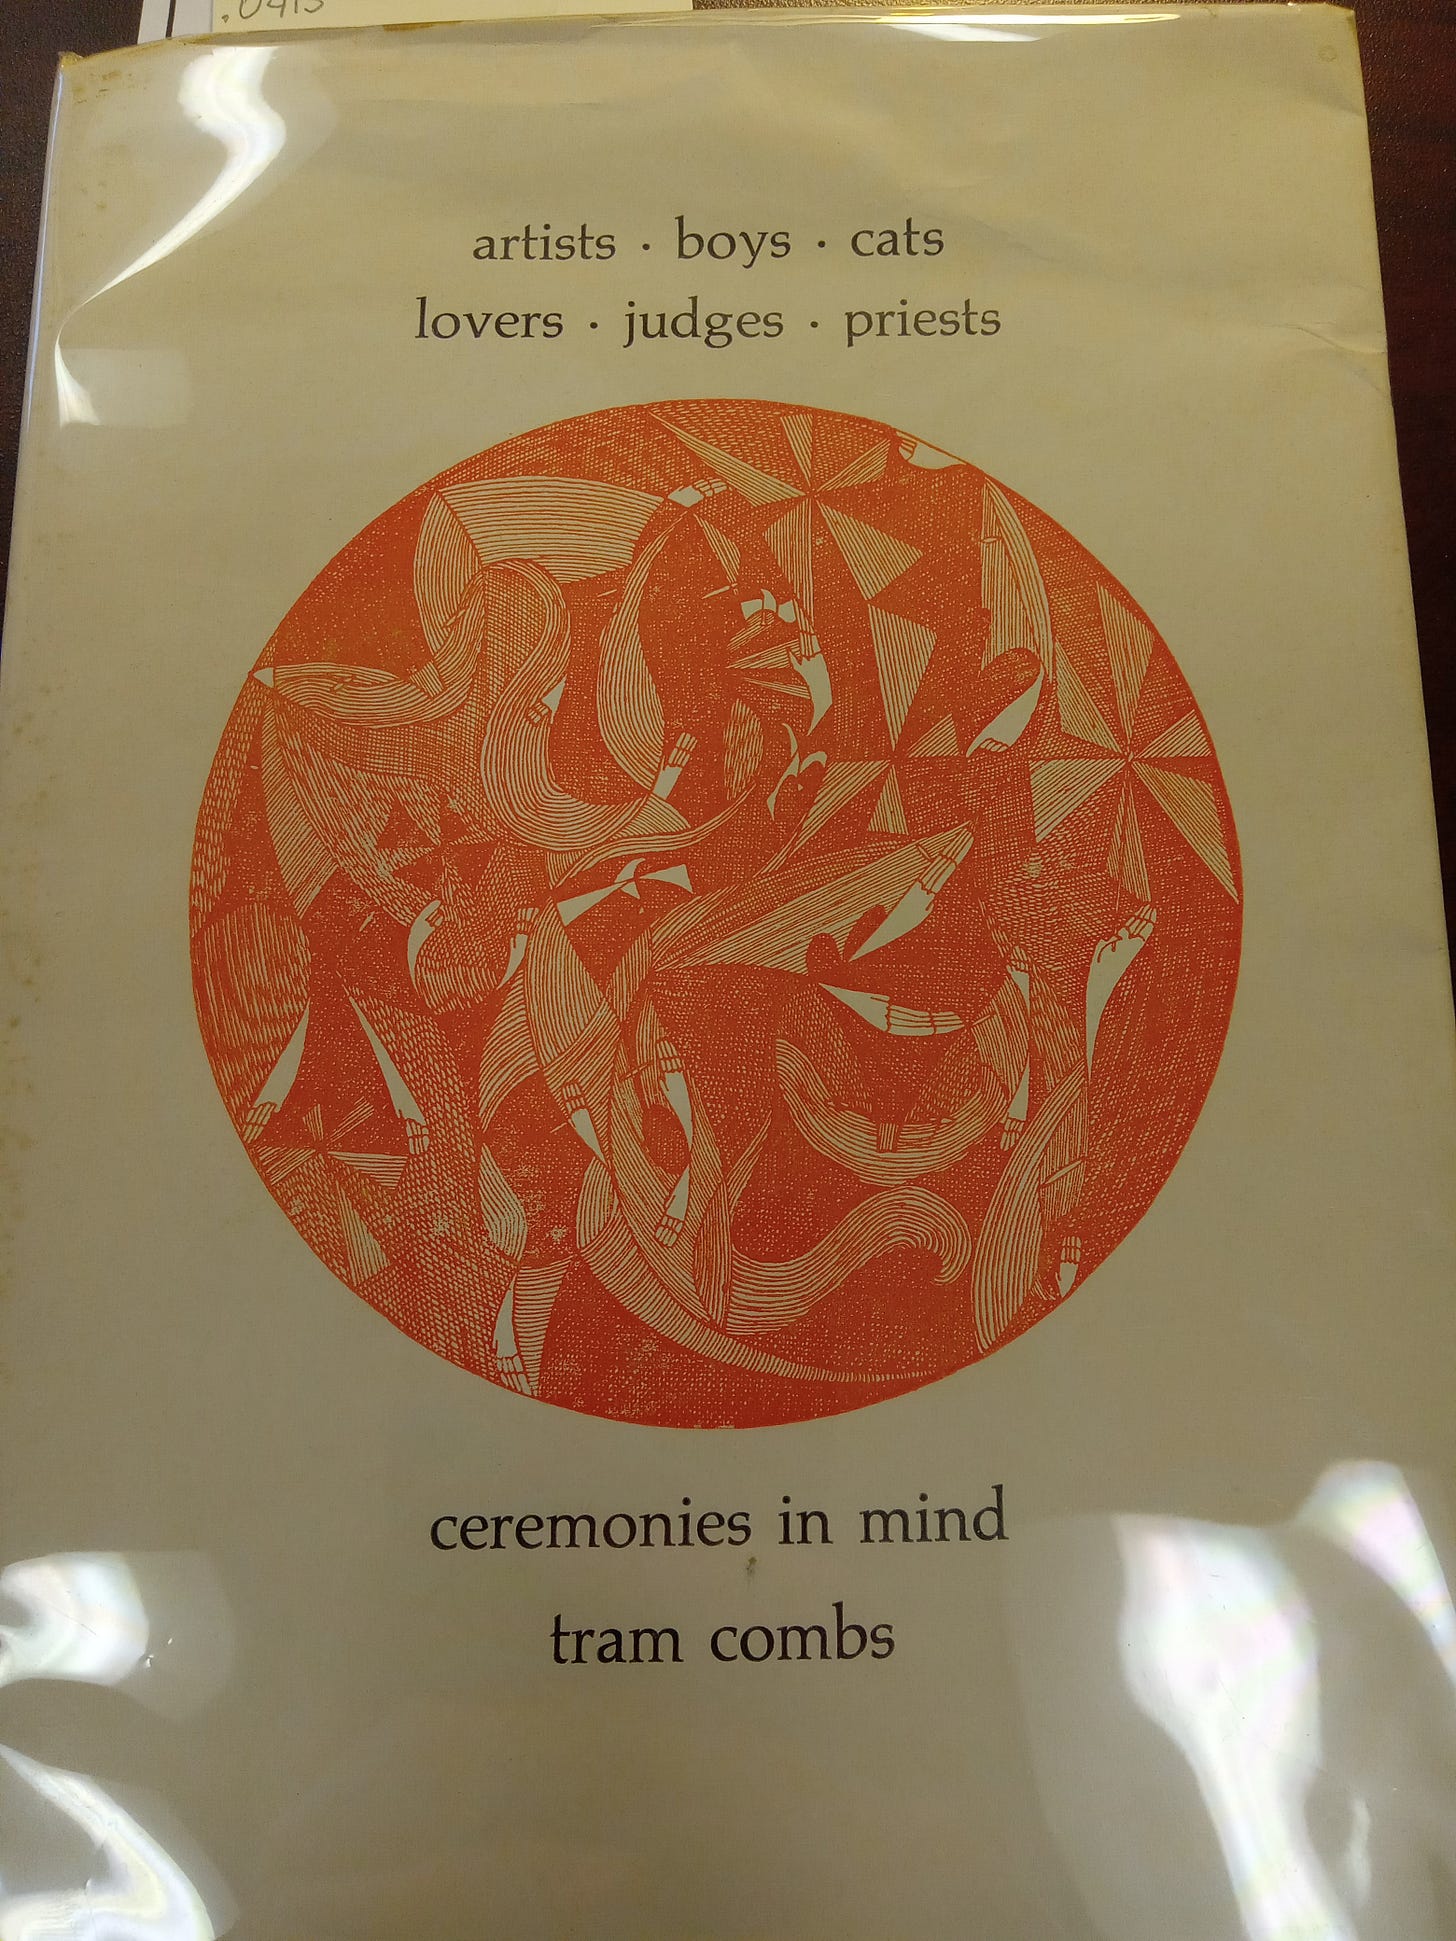 artists · boys · cats
lovers · judges · priests
ceremonies in mind
tram combs